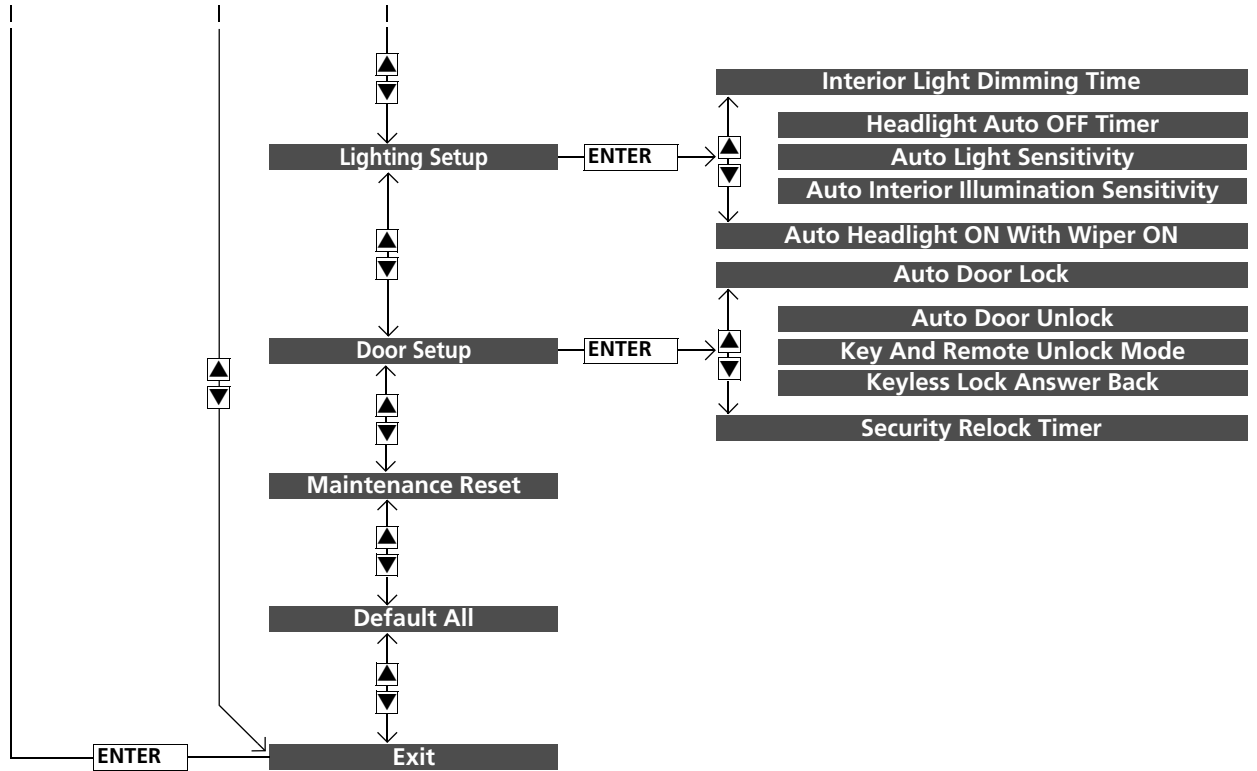 Interior Light Dimming Time
Headlight Auto OFF Timer
Lighting Setup
ENTER
Auto Light Sensitivity
Auto Interior Illumination Sensitivity
Auto Headlight ON With Wiper ON
Auto Door Lock
Auto Door Unlock
Door Setup
ENTER
Key And Remote Unlock Mode
Keyless Lock Answer Back
Security Relock Timer
Maintenance Reset
Default All
ENTER
Exit